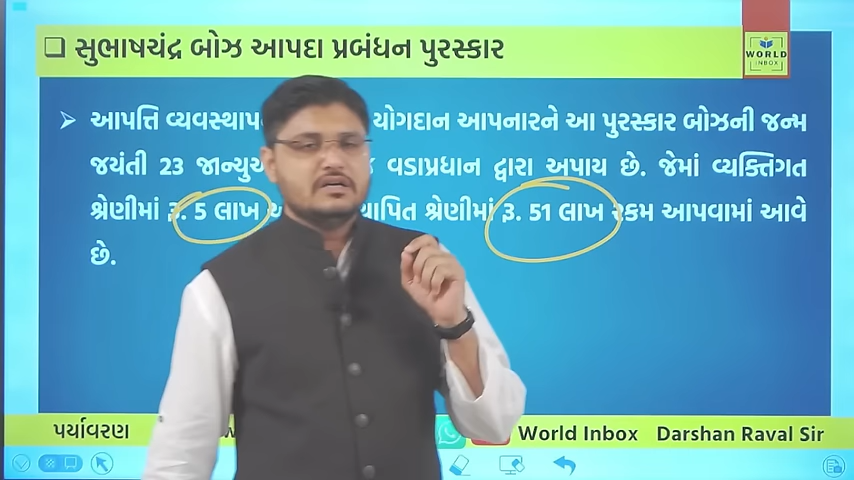 ❑ સુભાષચંદ્ર બોઝ આપદા પ્રબંધન પુરસ્કાર
WORLD
INBOX
➢ આપત્તિ યોગદાન આપનારને આ પુરસ્કાર બોઝની જન્મ
જયંતી 23 વડાપ્રધાન દ્વારા અપાય છે. જેમાં વ્યક્તિગત
શ્રેણીમાં રૂ. 5 લાખ શ્રેણીમાં રૂ. 51 લાખ રકમ આપવામાં આવે
છે.
પર્યાવરણ World Inbox Darshan Raval Sir